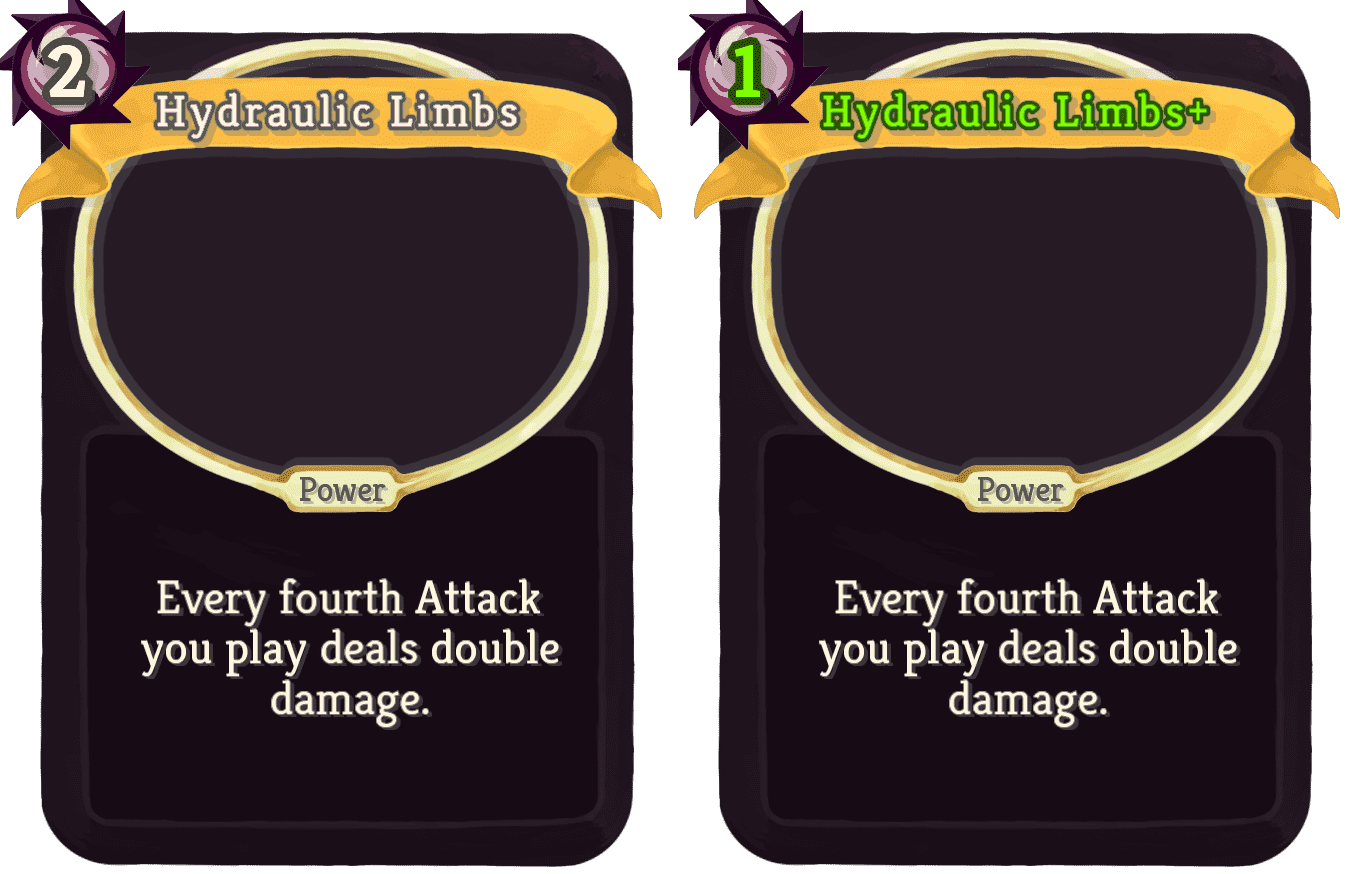 2
Hydraulic Limbs
Power
Every fourth Attack
you play deals double
damage.
1
Hydraulic Limbs+
Power
Every fourth Attack
you play deals double
damage.